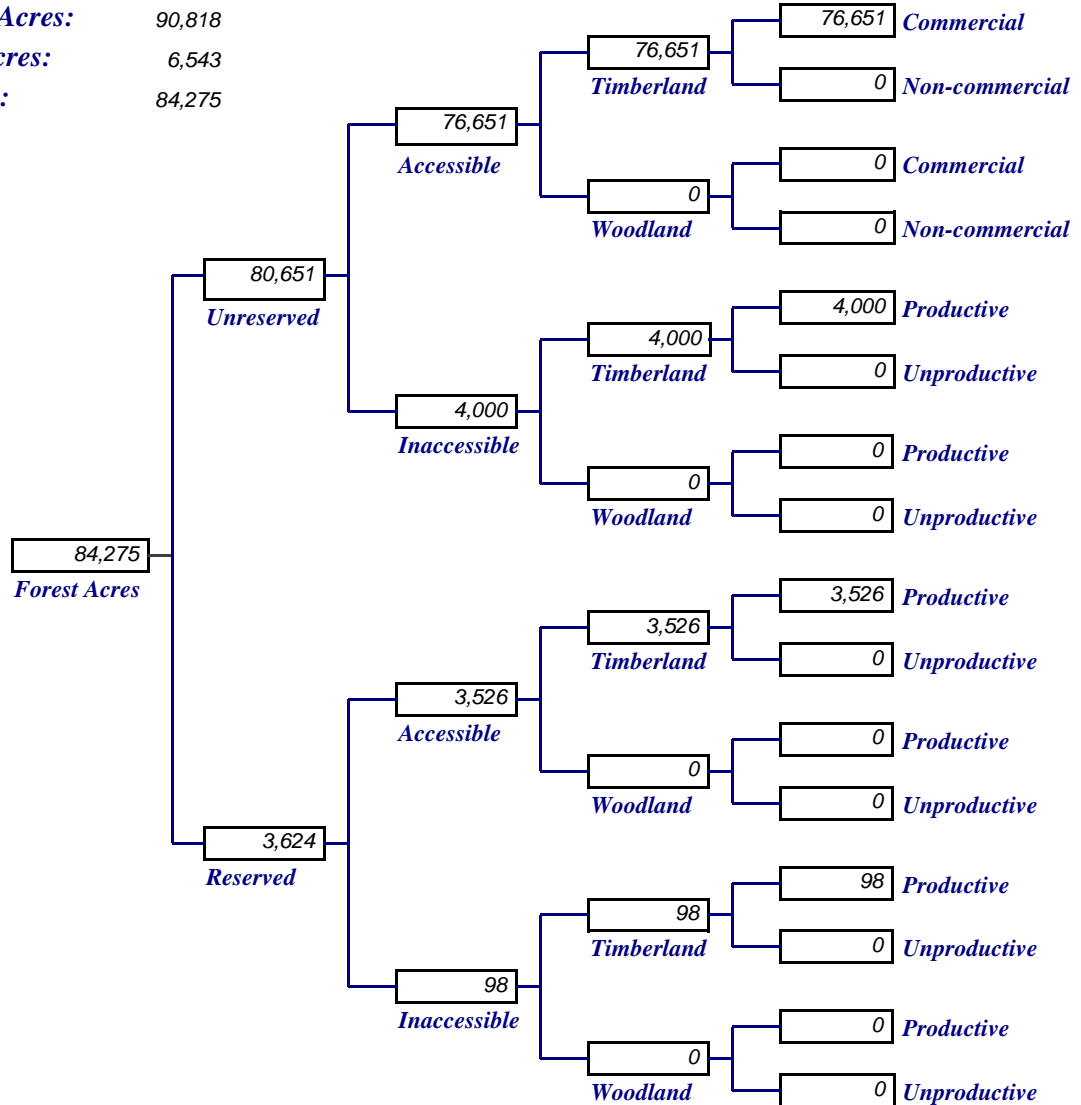 Acres: 90,818
6,543
: 84,275
76,651 Commercial
76,651
Timberland
0 Non-commercial
76,651
Accessible
0 Commercial
0
Woodland
0 Non-commercial
80,651
Unreserved
4,000 Productive
4,000
Timberland
0 Unproductive
4,000
Inaccessible
0 Productive
0
Woodland
0 Unproductive
84,275
Forest Acres
3,526 Productive
3,526
Timberland
0 Unproductive
3,526
Accessible
0 Productive
0
Woodland
0 Unproductive
3,624
Reserved
98 Productive
98
Timberland
0 Unproductive
98
Inaccessible
0 Productive
0
Woodland
0 Unproductive